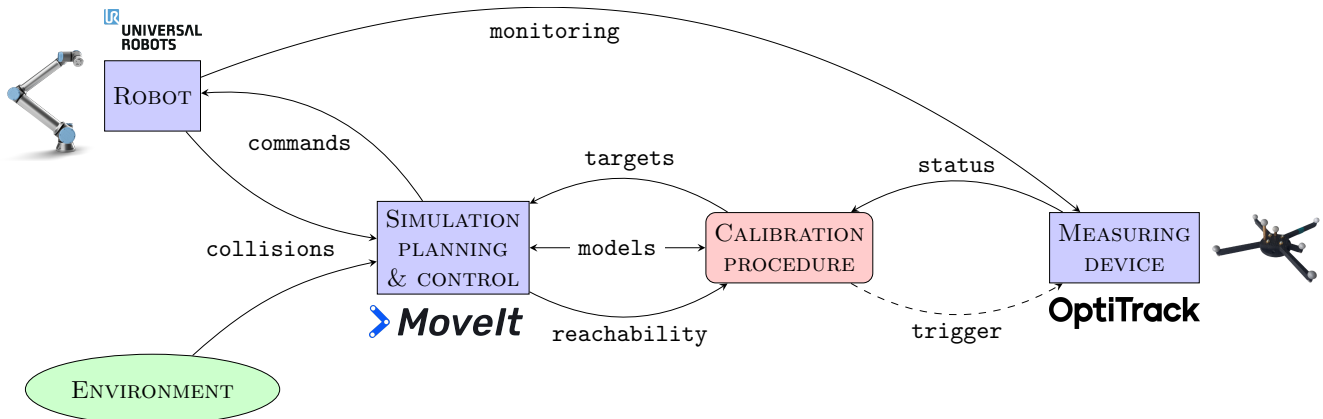 UR
UNIVERSAL
ROBOTS
monitoring
ROBOT
commands
targets
status
SIMULATION
PLANNING
& CONTROL
models
CALIBRATION
PROCEDURE
MEASURING
DEVICE
collisions
MoveIt
OptiTrack
reachability
trigger
ENVIRONMENT